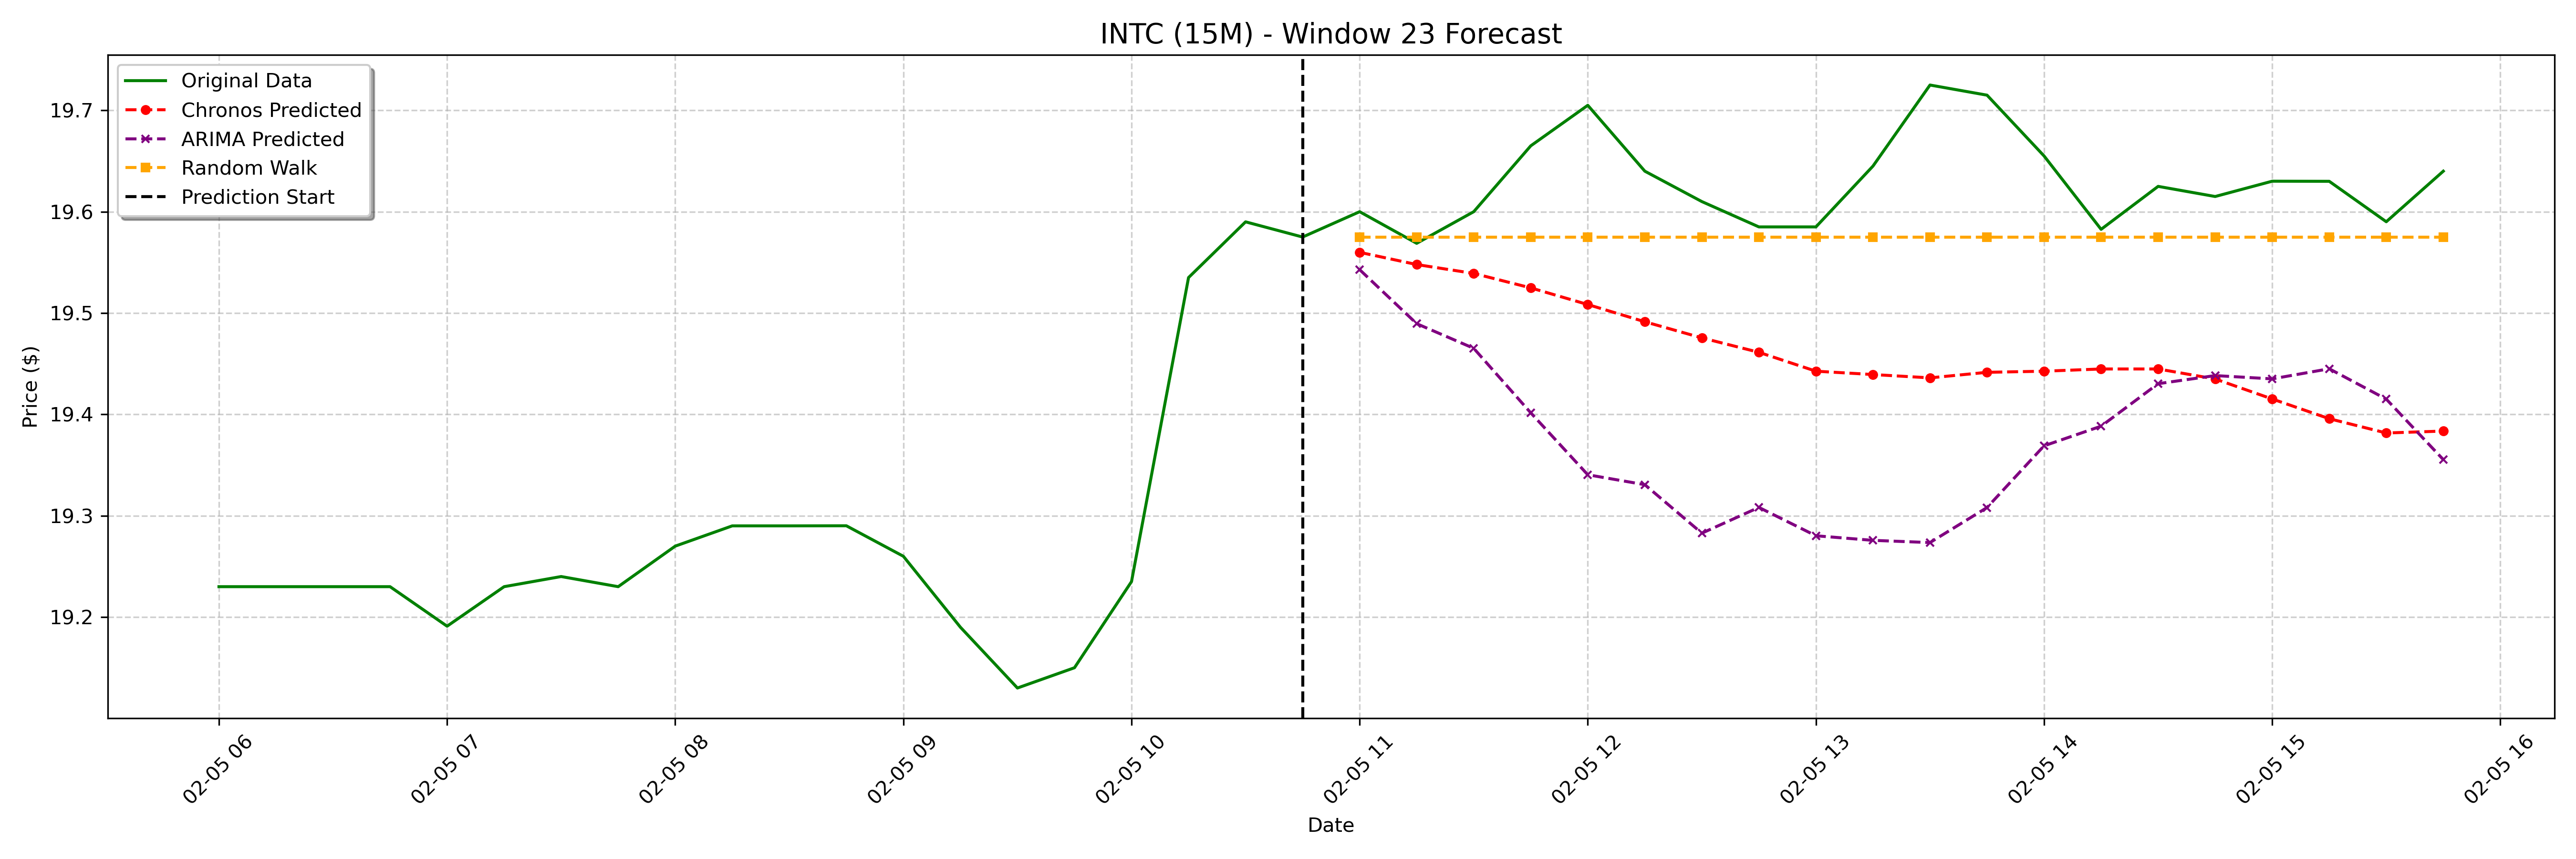 INTC (15M) - Window 23 Forecast
Original Data
Chronos Predicted
ARIMA Predicted
Random Walk
Prediction Start
Price ($)
19.7
19.6
19.5
19.4
19.3
19.2
02-05 06
02-05 07
02-05 08
02-05 09
02-05 10
02-05 11
02-05 12
02-05 13
02-05 14
02-05 15
02-05 16
Date